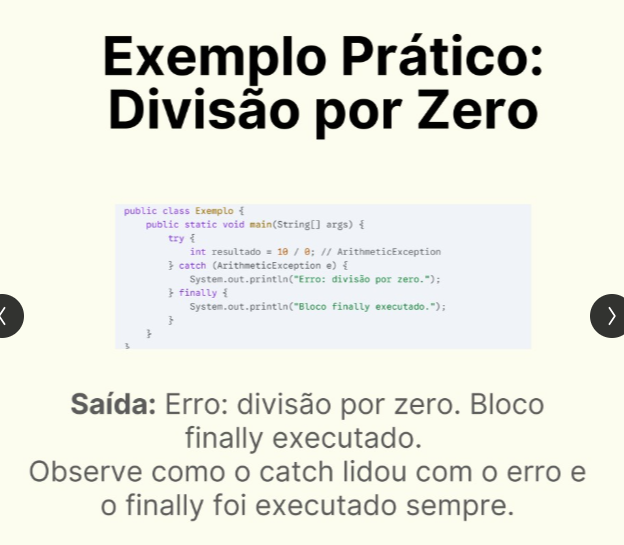 Exemplo Prático:
Divisão por Zero
public class Exemplo {
public static void main(String[] args) {
try {
int resultado = 10 / 0; // ArithmeticException
} catch (ArithmeticException e) {
System.out.println("Erro: divisão por zero.");
} finally {
System.out.println("Bloco finally executado.");
}
}
}
Saída: Erro: divisão por zero. Bloco
finally executado.
Observe como o catch lidou com o erro e
o finally foi executado sempre.